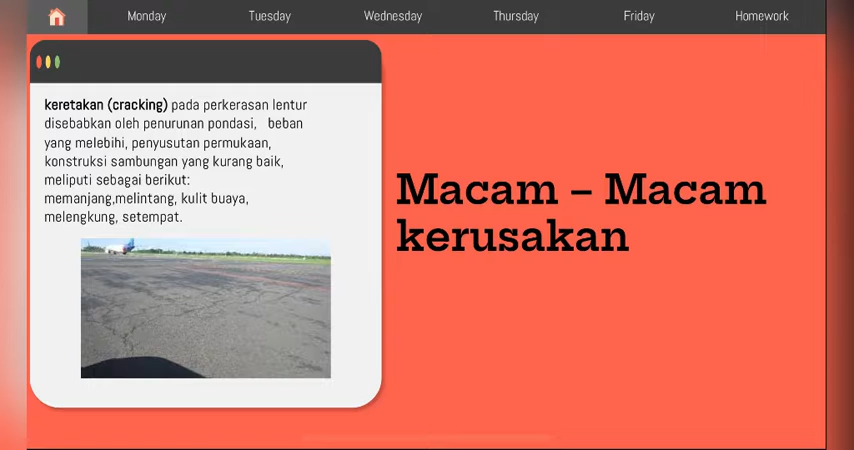 Monday Tuesday Wednesday Thursday Friday Homework
keretakan (cracking) pada perkerasan lentur
disebabkan oleh penurunan pondasi, beban
yang melebihi, penyusutan permukaan,
konstruksi sambungan yang kurang baik,
meliputi sebagai berikut:
memanjang,melintang, kulit buaya,
melengkung, setempat.
Macam – Macam
kerusakan